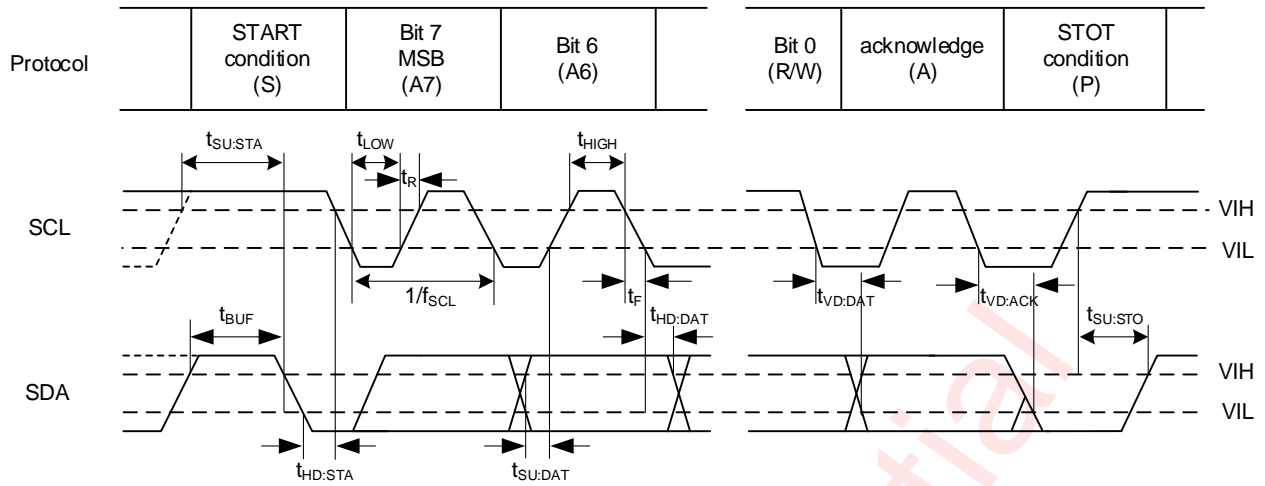 Protocol
START
condition
(S)
Bit 7
MSB
(A7)
Bit 6
(A6)
Bit 0
(R/W)
acknowledge
(A)
STOT
condition
(P)
tSU:STA
tLOW
tR
tHIGH
SCL
VIH
VIL
1/fSCL
tF
tVD:DAT
tVD:ACK
tBUF
tHD:DAT
tSU:STO
SDA
VIH
VIL
tHD:STA
tSU:DAT